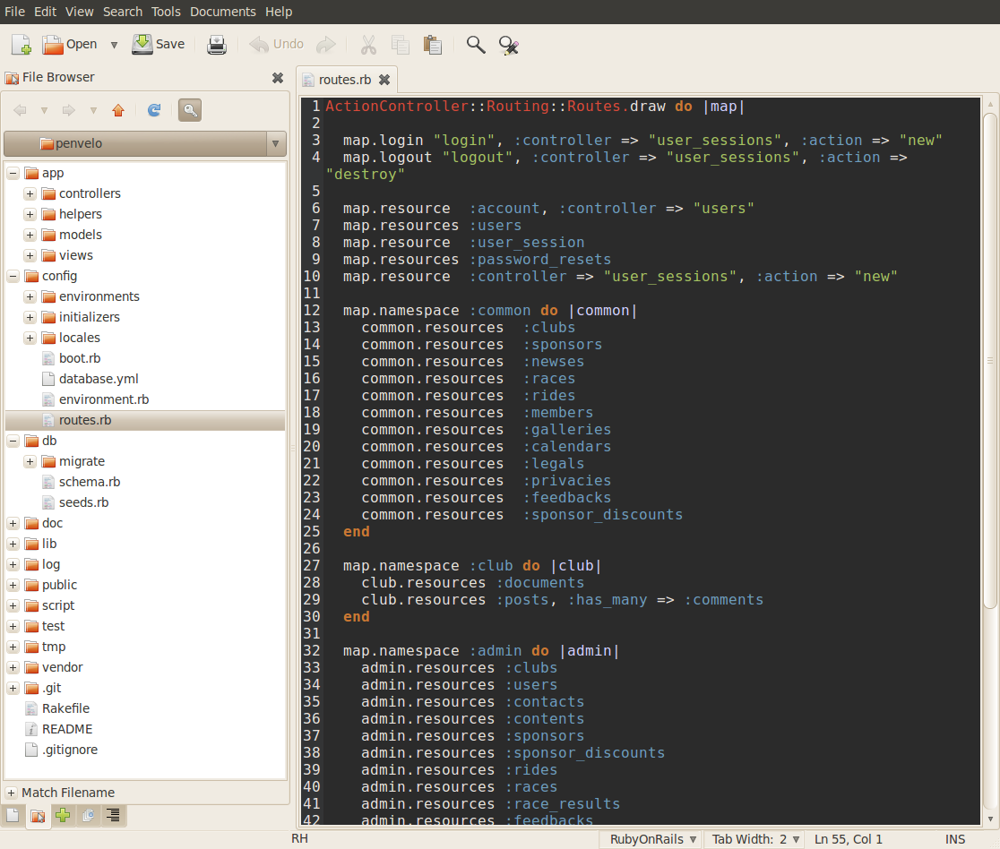 File Edit View Search Tools Documents Help
Open Save Undo
File Browser
penvelo
app
controllers
helpers
models
views
config
environments
initializers
locales
boot.rb
database.yml
environment.rb
routes.rb
db
migrate
schema.rb
seeds.rb
doc
lib
log
public
script
test
tmp
vendor
.git
Rakefile
README
.gitignore
Match Filename
routes.rb
1 ActionController::Routing::Routes.draw do |map|
2
3   map.login "login", :controller => "user_sessions", :action => "new"
4   map.logout "logout", :controller => "user_sessions", :action =>
"destroy"
5
6   map.resource  :account, :controller => "users"
7   map.resources :users
8   map.resource  :user_session
9   map.resources :password_resets
10   map.resource  :controller => "user_sessions", :action => "new"
11
12   map.namespace :common do |common|
13     common.resources  :clubs
14     common.resources  :sponsors
15     common.resources  :newses
16     common.resources  :races
17     common.resources  :rides
18     common.resources  :members
19     common.resources  :galleries
20     common.resources  :calendars
21     common.resources  :legals
22     common.resources  :privacies
23     common.resources  :feedbacks
24     common.resources  :sponsor_discounts
25   end
26
27   map.namespace :club do |club|
28     club.resources :documents
29     club.resources :posts, :has_many => :comments
30   end
31
32   map.namespace :admin do |admin|
33     admin.resources :clubs
34     admin.resources :users
35     admin.resources :contacts
36     admin.resources :contents
37     admin.resources :sponsors
38     admin.resources :sponsor_discounts
39     admin.resources :rides
40     admin.resources :races
41     admin.resources :race_results
42     admin.resources :feedbacks
RH RubyOnRails Tab Width: 2 Ln 55, Col 1 INS